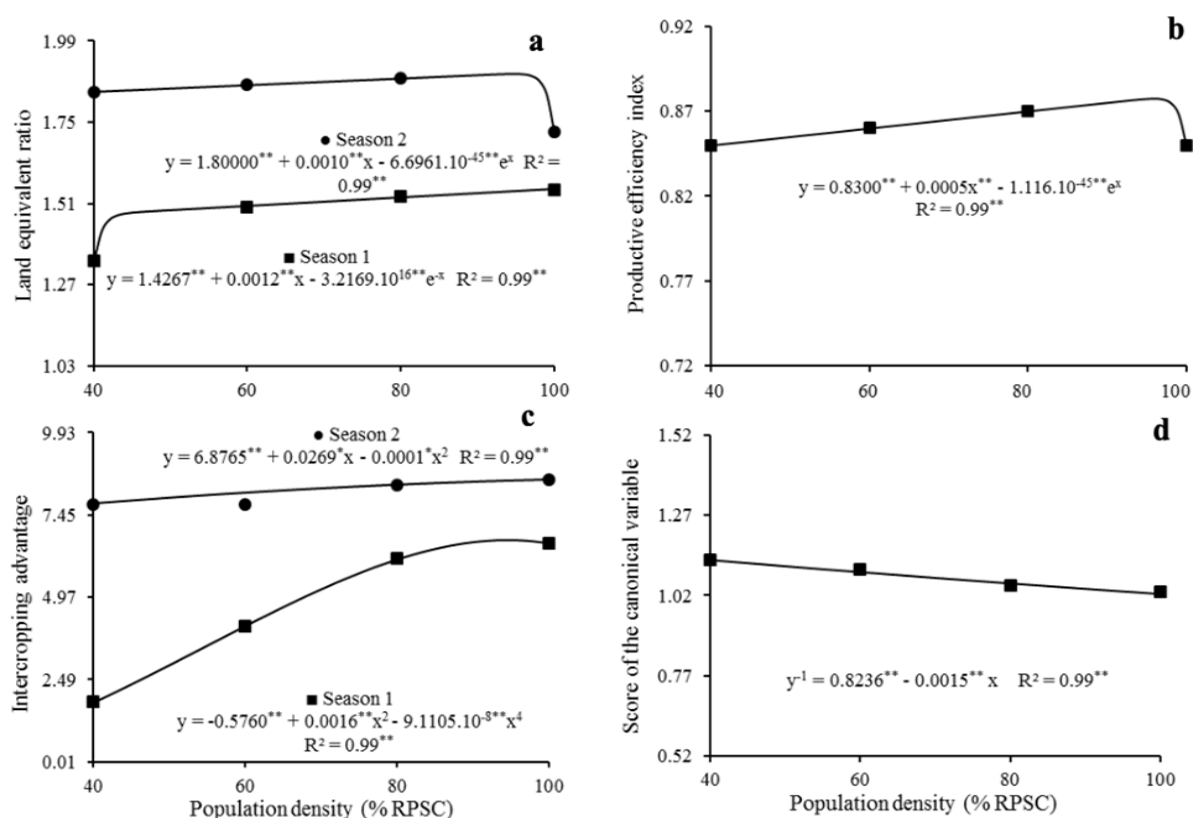 a
Land equivalent ratio
1.99
1.75
1.51
1.27
1.03
● Season 2
y = 1.80000** + 0.0010**x - 6.6961.10⁻⁴⁵**eˣ R² =
0.99**
■ Season 1
y = 1.4267** + 0.0012**x - 3.2169.10¹⁶**e⁻ˣ R² = 0.99**
40 60 80 100
b
Productive efficiency index
0.92
0.87
0.82
0.77
0.72
y = 0.8300** + 0.0005x** - 1.116.10⁻⁴⁵**eˣ
R² = 0.99**
40 60 80 100
c
Intercropping advantage
9.93
7.45
4.97
2.49
0.01
● Season 2
y = 6.8765** + 0.0269*x - 0.0001*x² R² = 0.99**
■ Season 1
y = -0.5760** + 0.0016**x² - 9.1105.10⁻⁸**x⁴
R² = 0.99**
40 60 80 100
Population density (% RPSC)
d
Score of the canonical variable
1.52
1.27
1.02
0.77
0.52
y⁻¹ = 0.8236** - 0.0015** x R² = 0.99**
40 60 80 100
Population density (% RPSC)